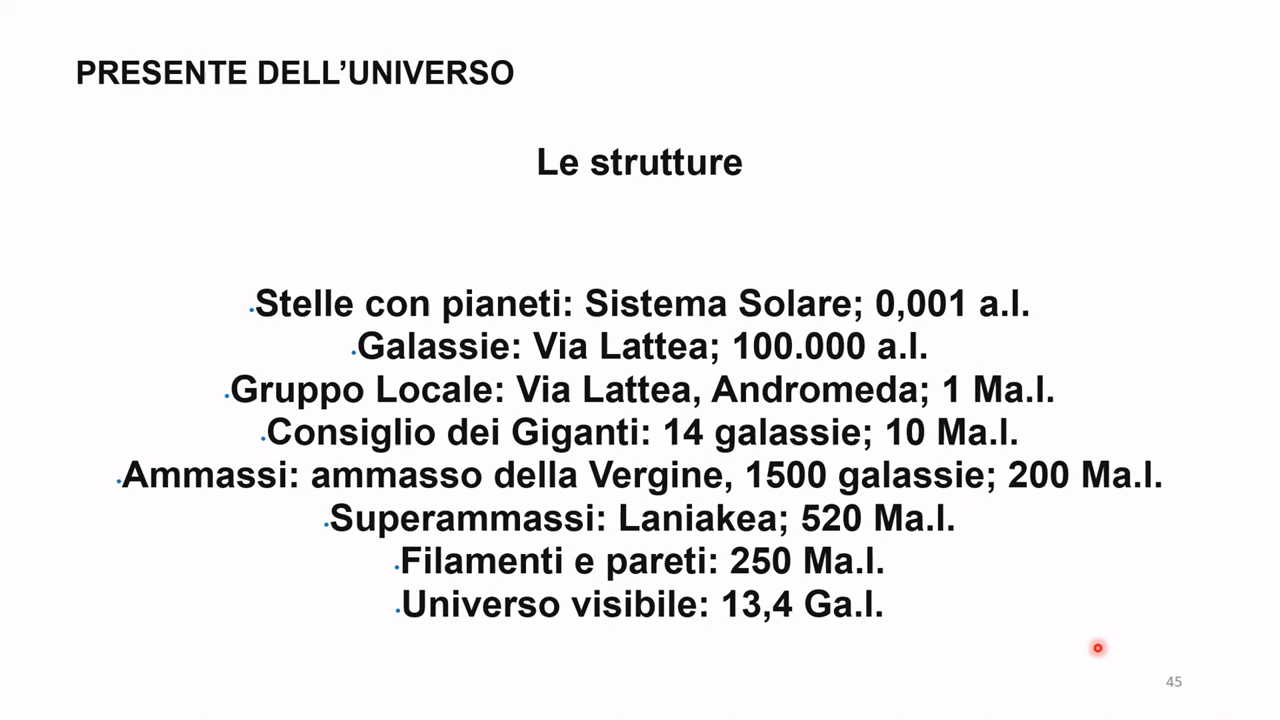 PRESENTE DELL’UNIVERSO
Le strutture
·Stelle con pianeti: Sistema Solare; 0,001 a.l.
·Galassie: Via Lattea; 100.000 a.l.
·Gruppo Locale: Via Lattea, Andromeda; 1 Ma.l.
·Consiglio dei Giganti: 14 galassie; 10 Ma.l.
·Ammassi: ammasso della Vergine, 1500 galassie; 200 Ma.l.
·Superammassi: Laniakea; 520 Ma.l.
·Filamenti e pareti: 250 Ma.l.
·Universo visibile: 13,4 Ga.l.
45